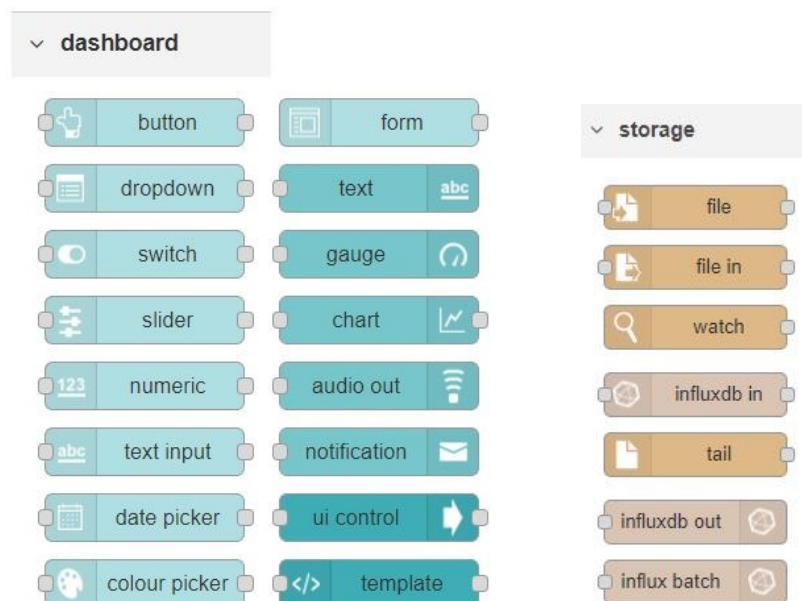 dashboard
button
form
dropdown
text
abc
switch
gauge
slider
chart
123
numeric
audio out
abc
text input
notification
date picker
ui control
colour picker
</>
template
storage
file
file in
watch
influxdb in
tail
influxdb out
influx batch